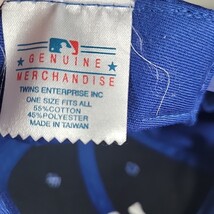 GENUINE
MERCHANDISE
TWINS ENTERPRISE INC
ONE SIZE FITS ALL
55% COTTON
45% POLYESTER
MADE IN TAIWAN